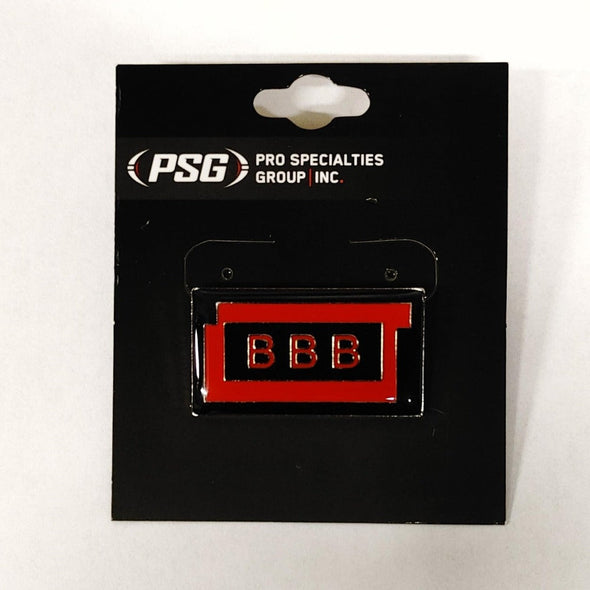 PSG
PRO SPECIALTIES
GROUP | INC.
BBB